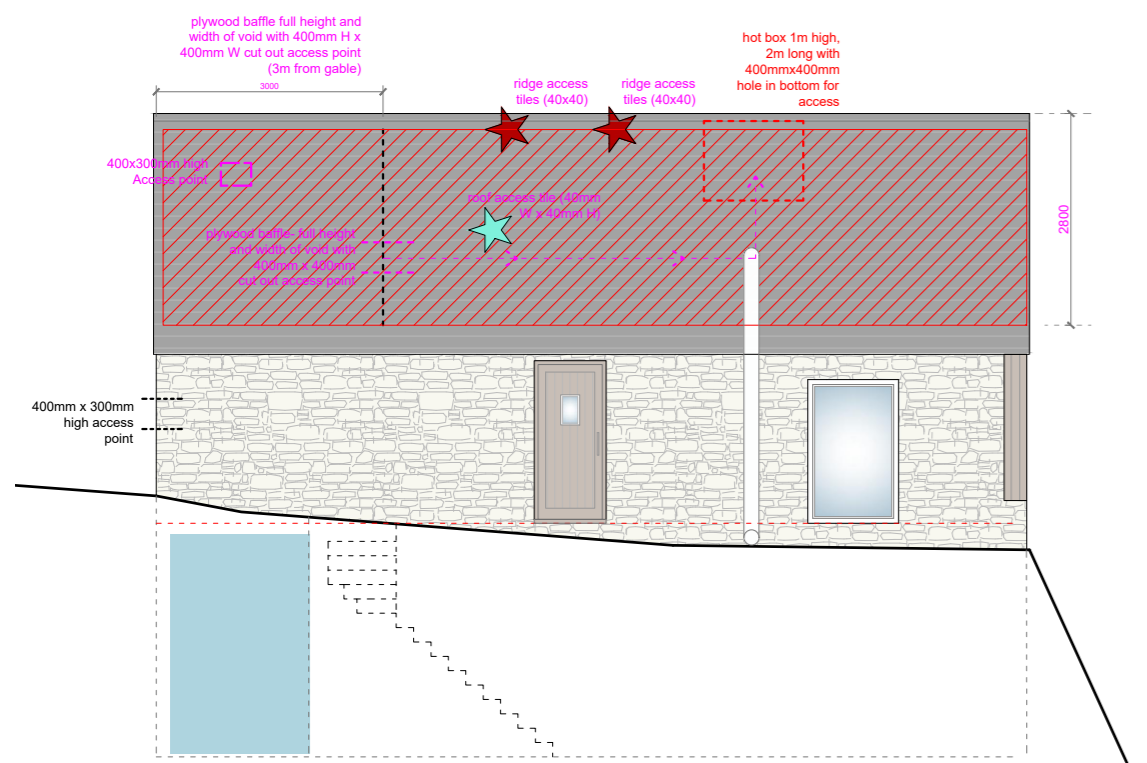 plywood baffle full height and
width of void with 400mm H x
400mm W cut out access point
(3m from gable)
3000
ridge access
tiles (40x40)
ridge access
tiles (40x40)
hot box 1m high,
2m long with
400mmx400mm
hole in bottom for
access
400x300mm high
Access point
roof access tile (40mm
W x 40mm H)
plywood baffle- full height
and width of void with
400mm x 400mm
cut out access point
2800
400mm x 300mm
high access
point